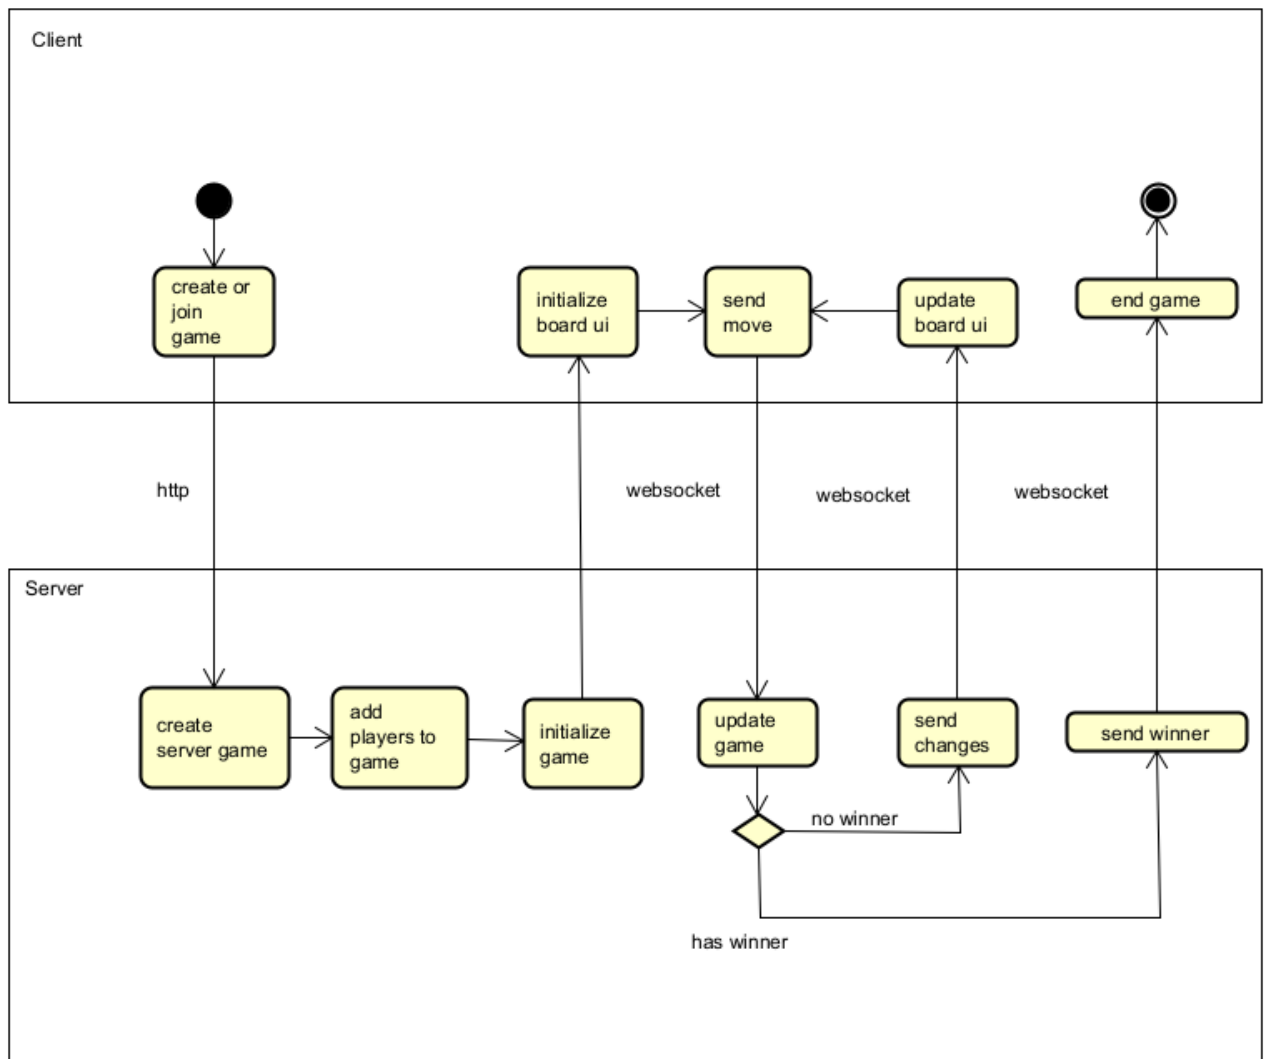 Client
create or
join
game
initialize
board ui
send
move
update
board ui
end game
http
websocket
websocket
websocket
Server
create
server game
add
players to
game
initialize
game
update
game
send
changes
send winner
no winner
has winner